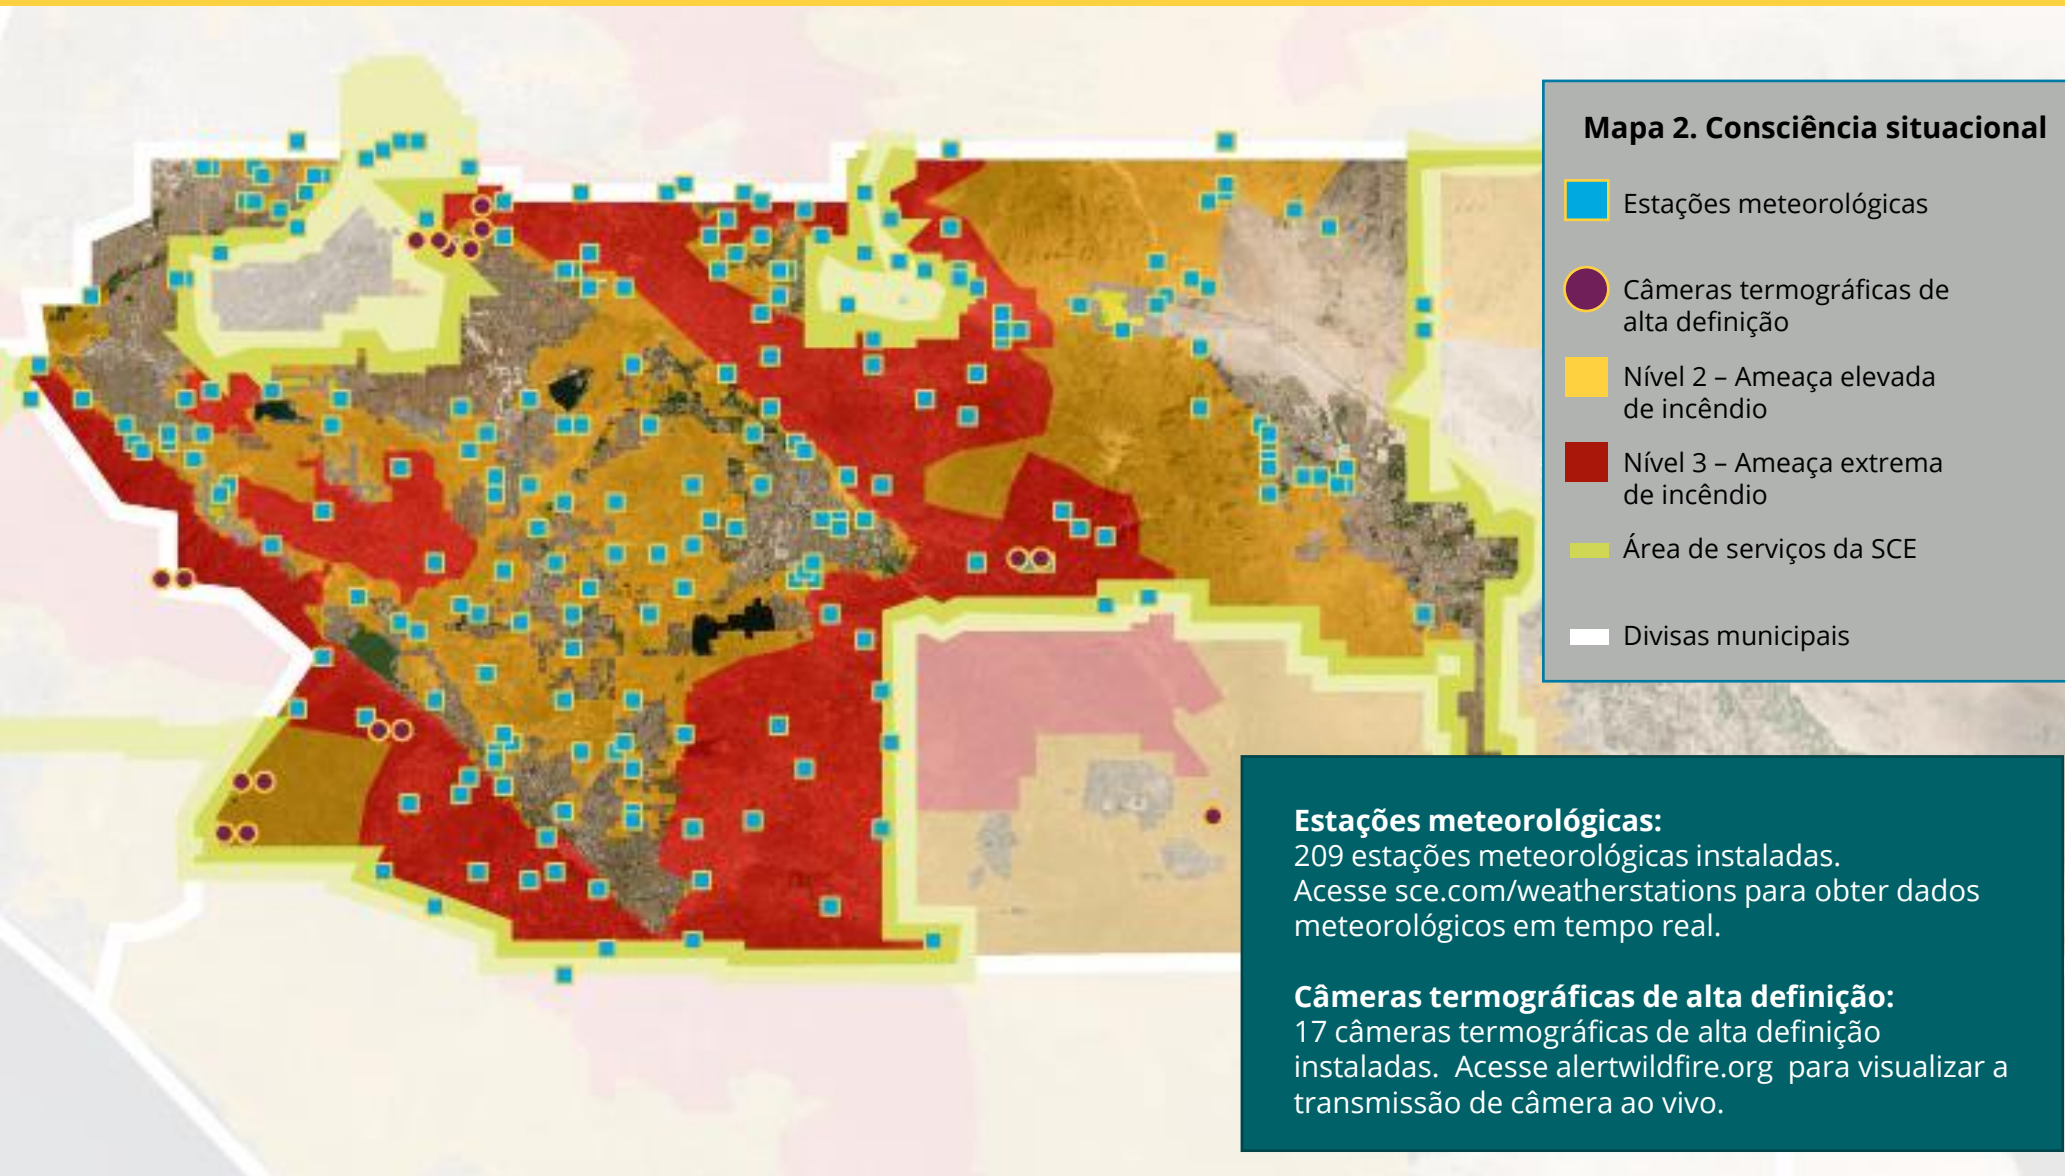 Mapa 2. Consciência situacional
Estações meteorológicas
Câmeras termográficas de
alta definição
Nível 2 – Ameaça elevada
de incêndio
Nível 3 – Ameaça extrema
de incêndio
Área de serviços da SCE
Divisas municipais
Estações meteorológicas:
209 estações meteorológicas instaladas.
Acesse sce.com/weatherstations para obter dados
meteorológicos em tempo real.
Câmeras termográficas de alta definição:
17 câmeras termográficas de alta definição
instaladas.  Acesse alertwildfire.org  para visualizar a
transmissão de câmera ao vivo.